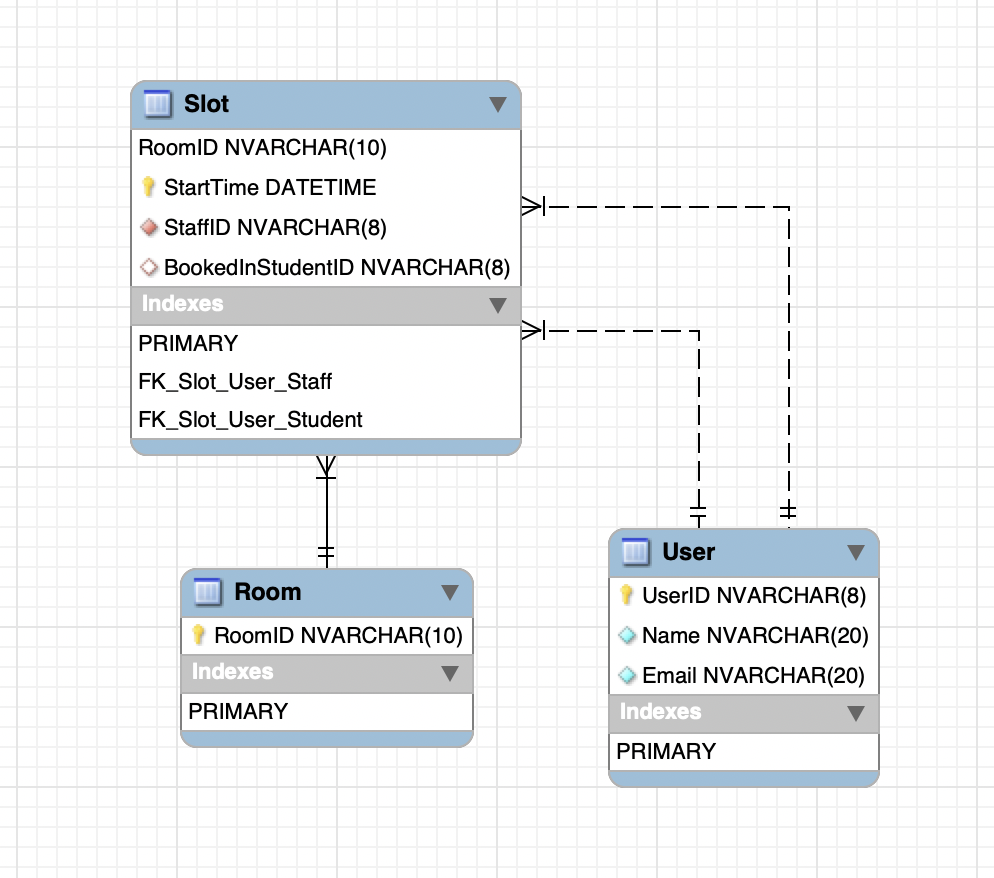 Slot
RoomID NVARCHAR(10)
StartTime DATETIME
StaffID NVARCHAR(8)
BookedInStudentID NVARCHAR(8)
Indexes
PRIMARY
FK_Slot_User_Staff
FK_Slot_User_Student
Room
RoomID NVARCHAR(10)
Indexes
PRIMARY
User
UserID NVARCHAR(8)
Name NVARCHAR(20)
Email NVARCHAR(20)
Indexes
PRIMARY